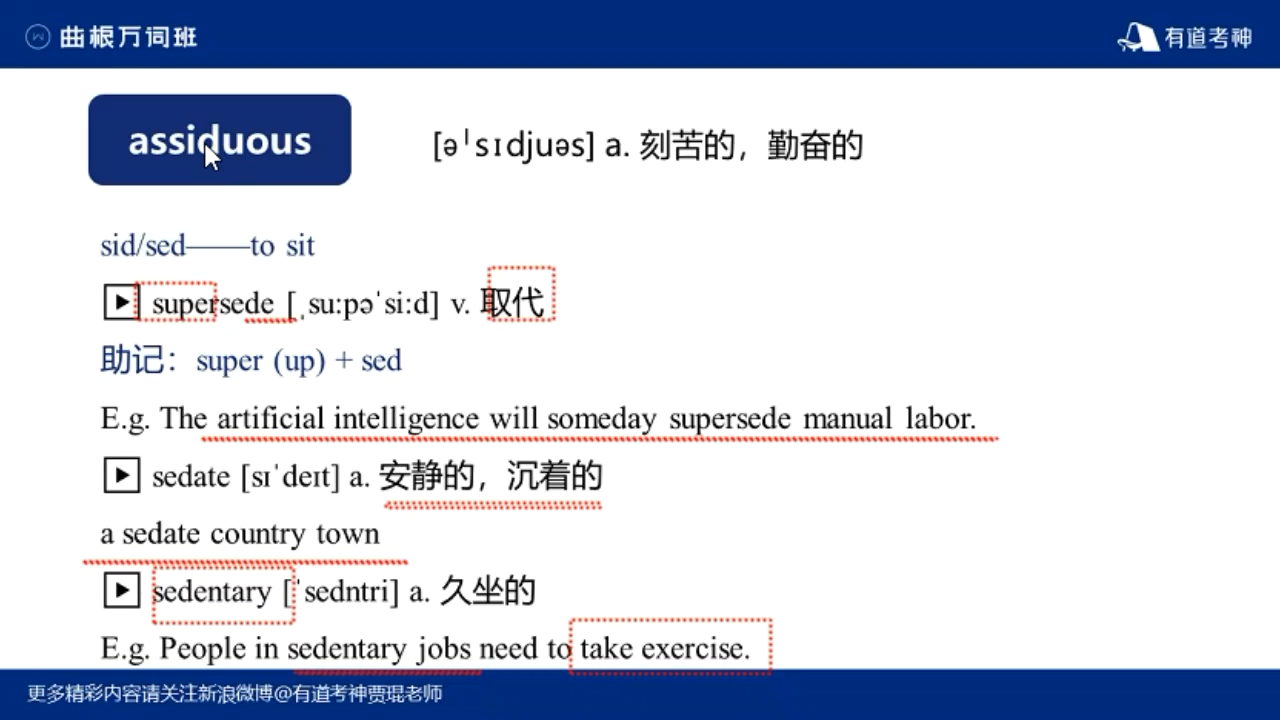 曲根万词班
有道考神
assiduous
[əˈsɪdjuəs] a. 刻苦的，勤奋的
sid/sed——to sit
supersede [ˌsu:pəˈsi:d] v. 取代
助记：super (up) + sed
E.g. The artificial intelligence will someday supersede manual labor.
sedate [sɪˈdeɪt] a. 安静的，沉着的
a sedate country town
sedentary [ˈsedntri] a. 久坐的
E.g. People in sedentary jobs need to take exercise.
更多精彩内容请关注新浪微博@有道考神贾琨老师